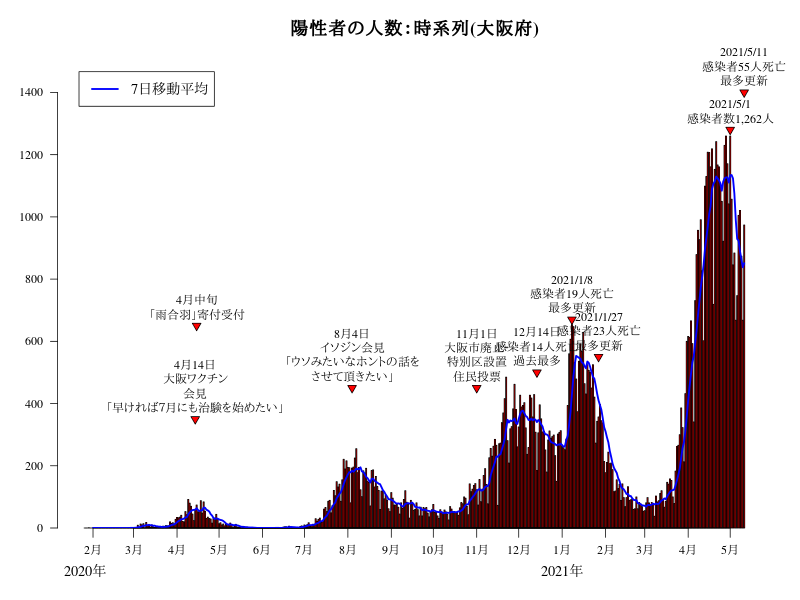 陽性者の人数：時系列(大阪府)
7日移動平均
2021/5/11
感染者55人死亡
最多更新
2021/5/1
感染者数1,262人
4月中旬
「雨合羽」寄付受付
4月14日
大阪ワクチン
会見
「早ければ7月にも治験を始めたい」
8月4日
イソジン会見
「ウソみたいなホントの話を
させて頂きたい」
11月1日
大阪市廃止
特別区設置
住民投票
12月14日
感染者14人死亡
過去最多
2021/1/8
感染者19人死亡
最多更新
2021/1/27
感染者23人死亡
最多更新
1400
1200
1000
800
600
400
200
0
2月 3月 4月 5月 6月 7月 8月 9月 10月 11月 12月 1月 2月 3月 4月 5月
2020年 2021年